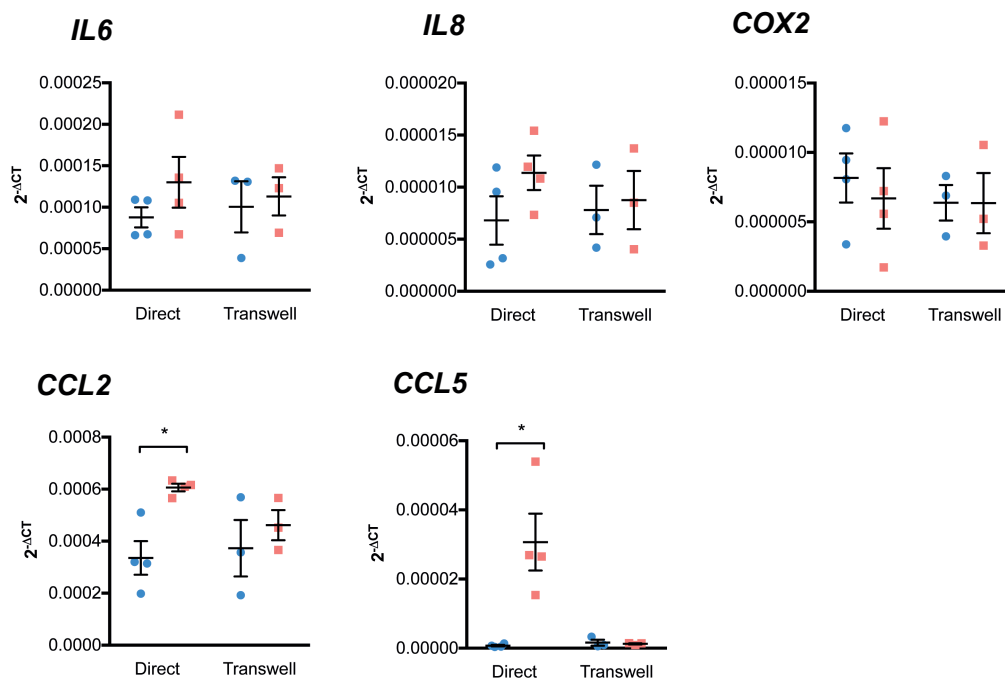 IL6
IL8
COX2
0.00025
0.00020
0.00015
0.00010
0.00005
0.00000
2-ΔCT
Direct
Transwell
0.000020
0.000015
0.000010
0.000005
0.000000
2-ΔCT
Direct
Transwell
0.000015
0.000010
0.000005
0.000000
2-ΔCT
Direct
Transwell
CCL2
CCL5
0.0008
0.0006
0.0004
0.0002
0.0000
2-ΔCT
*
Direct
Transwell
0.00006
0.00004
0.00002
0.00000
2-ΔCT
*
Direct
Transwell